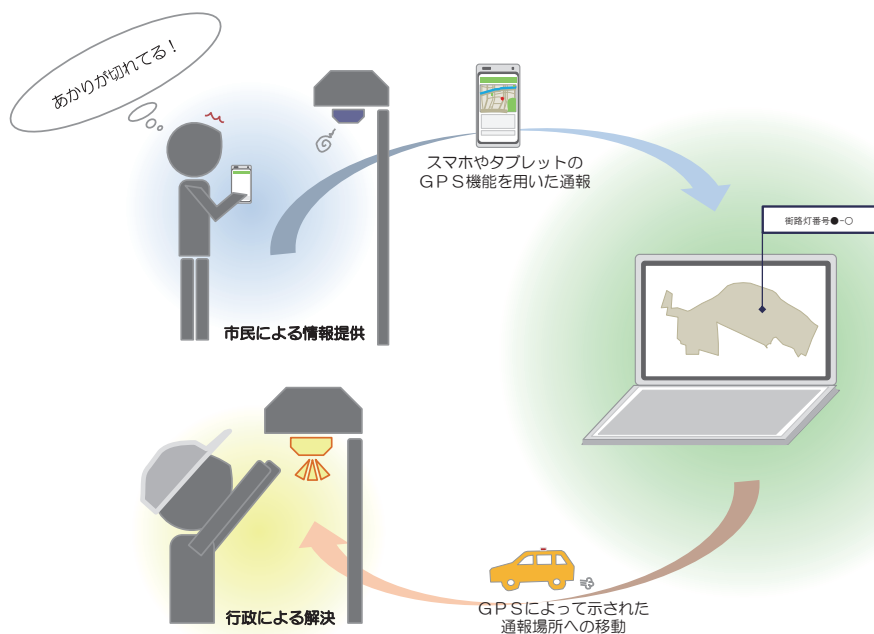 あかりが切れてる！
スマホやタブレットの
ＧＰＳ機能を用いた通報
街路灯番号●-○
市民による情報提供
行政による解決
ＧＰＳによって示された
通報場所への移動